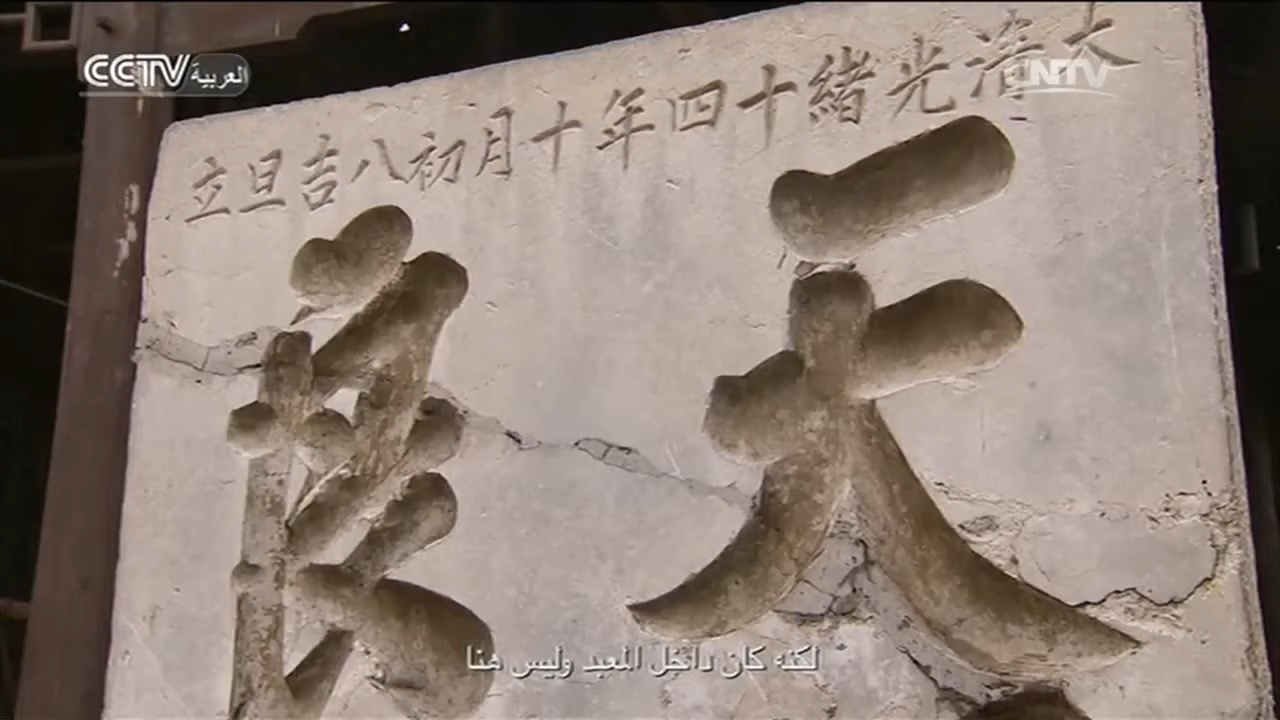 CCTV العربية
CNTV
大清光緒十四年十月初八吉旦立
天
لكنه كان داخل المعبد وليس هنا